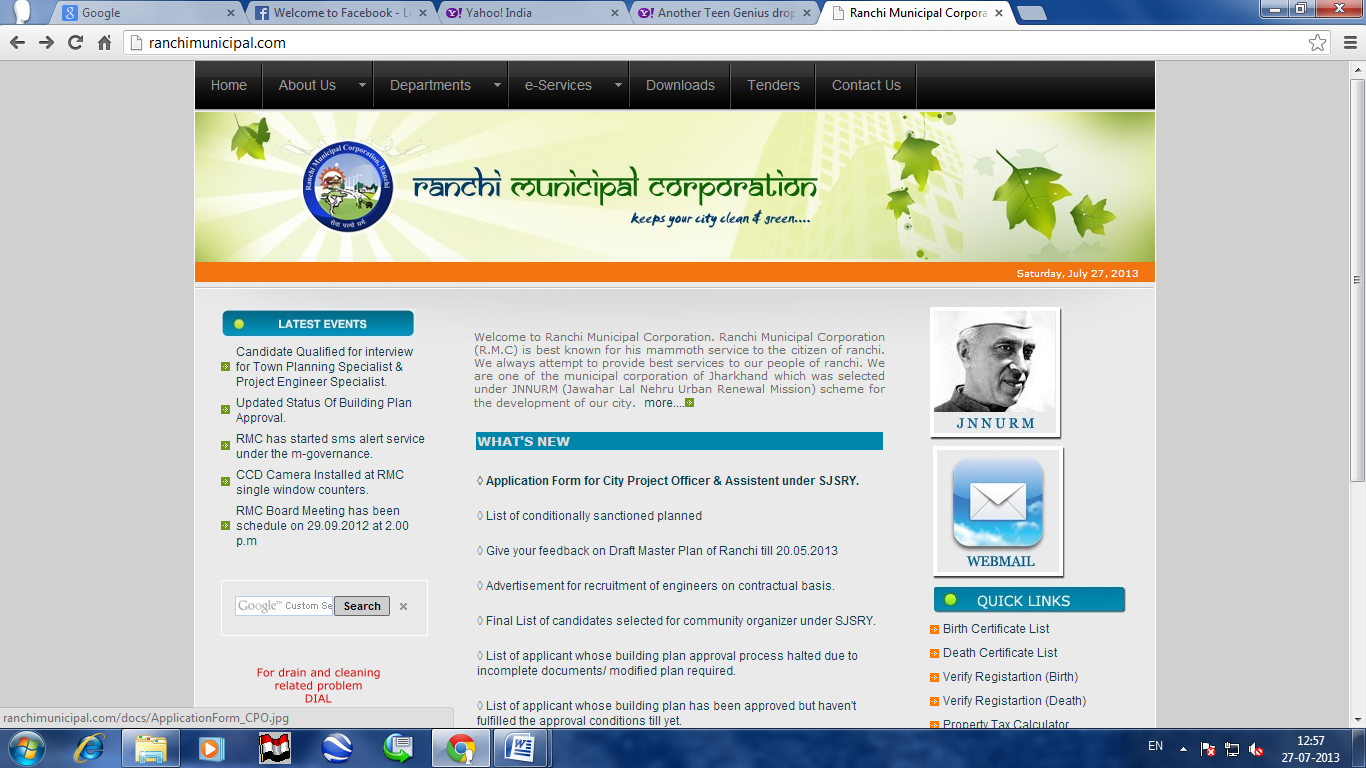 Google
Welcome to Facebook - L
Yahoo! India
Another Teen Genius drop
Ranchi Municipal Corpora
ranchimunicipal.com
Home
About Us
Departments
e-Services
Downloads
Tenders
Contact Us
Ranchi Municipal Corporation, Ranchi
RANCHI MUNICIPAL CORPORATION
keeps your city clean & green....
Saturday, July 27, 2013
LATEST EVENTS
Candidate Qualified for interview
for Town Planning Specialist &
Project Engineer Specialist.
Updated Status Of Building Plan
Approval.
RMC has started sms alert service
under the m-governance.
CCD Camera Installed at RMC
single window counters.
RMC Board Meeting has been
schedule on 29.09.2012 at 2.00
p.m
Google™ Custom Se
Search
For drain and cleaning
related problem
DIAL
Welcome to Ranchi Municipal Corporation. Ranchi Municipal Corporation
(R.M.C) is best known for his mammoth service to the citizen of ranchi.
We always attempt to provide best services to our people of ranchi. We
are one of the municipal corporation of Jharkhand which was selected
under JNNURM (Jawahar Lal Nehru Urban Renewal Mission) scheme for
the development of our city. more....
WHAT'S NEW
◊ Application Form for City Project Officer & Assistent under SJSRY.
◊ List of conditionally sanctioned planned
◊ Give your feedback on Draft Master Plan of Ranchi till 20.05.2013
◊ Advertisement for recruitment of engineers on contractual basis.
◊ Final List of candidates selected for community organizer under SJSRY.
◊ List of applicant whose building plan approval process halted due to
incomplete documents/ modified plan required.
◊ List of applicant whose building plan has been approved but haven't
fulfilled the approval conditions till yet.
JNNURM
WEBMAIL
QUICK LINKS
Birth Certificate List
Death Certificate List
Verify Registartion (Birth)
Verify Registartion (Death)
Property Tax Calculator
ranchimunicipal.com/docs/ApplicationForm_CPO.jpg
EN
12:57
27-07-2013